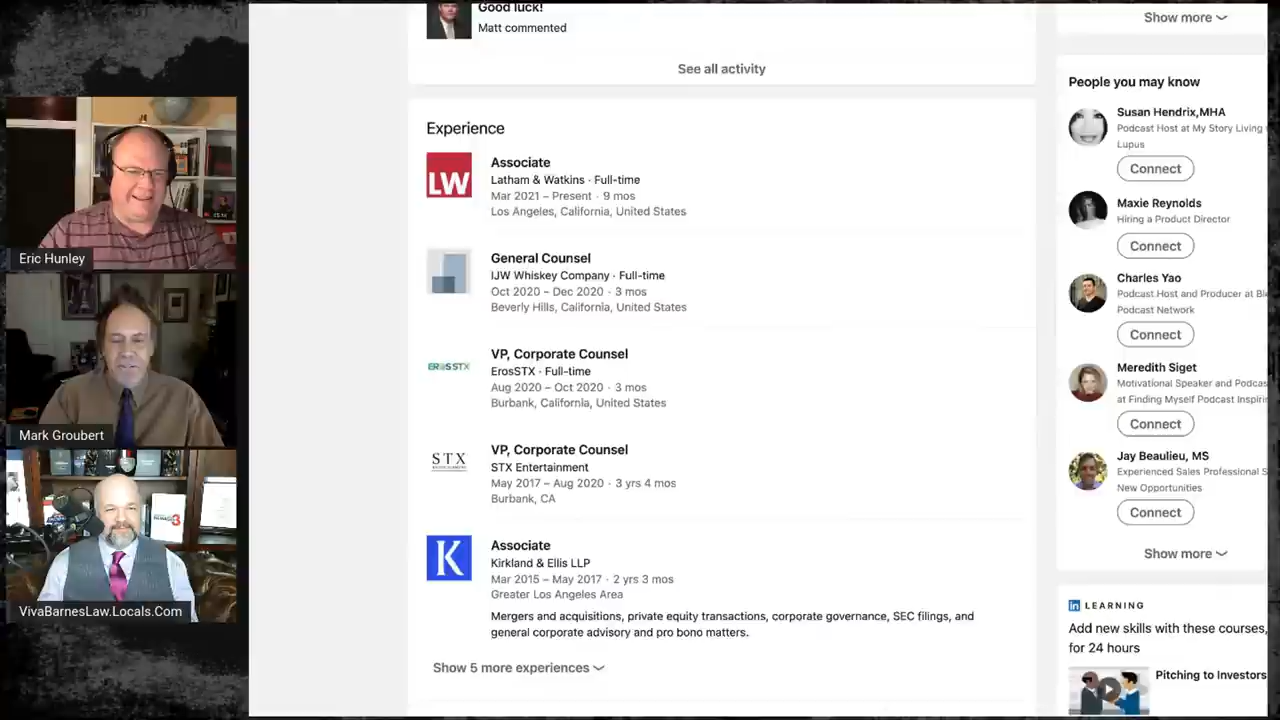 Good luck!
Matt commented
See all activity
Experience
LW
Associate
Latham & Watkins · Full-time
Mar 2021 – Present · 9 mos
Los Angeles, California, United States
General Counsel
IJW Whiskey Company · Full-time
Oct 2020 – Dec 2020 · 3 mos
Beverly Hills, California, United States
EROS STX
VP, Corporate Counsel
ErosSTX · Full-time
Aug 2020 – Oct 2020 · 3 mos
Burbank, California, United States
STX
VP, Corporate Counsel
STX Entertainment
May 2017 – Aug 2020 · 3 yrs 4 mos
Burbank, CA
K
Associate
Kirkland & Ellis LLP
Mar 2015 – May 2017 · 2 yrs 3 mos
Greater Los Angeles Area
Mergers and acquisitions, private equity transactions, corporate governance, SEC filings, and
general corporate advisory and pro bono matters.
Show 5 more experiences
Show more
People you may know
Susan Hendrix,MHA
Podcast Host at My Story Living
Lupus
Connect
Maxie Reynolds
Hiring a Product Director
Connect
Charles Yao
Podcast Host and Producer at Bl
Podcast Network
Connect
Meredith Siget
Motivational Speaker and Podcas
at Finding Myself Podcast Inspiri
Connect
Jay Beaulieu, MS
Experienced Sales Professional S
New Opportunities
Connect
Show more
in LEARNING
Add new skills with these courses,
for 24 hours
Pitching to Investors
Eric Hunley
Mark Groubert
VivaBarnesLaw.Locals.Com